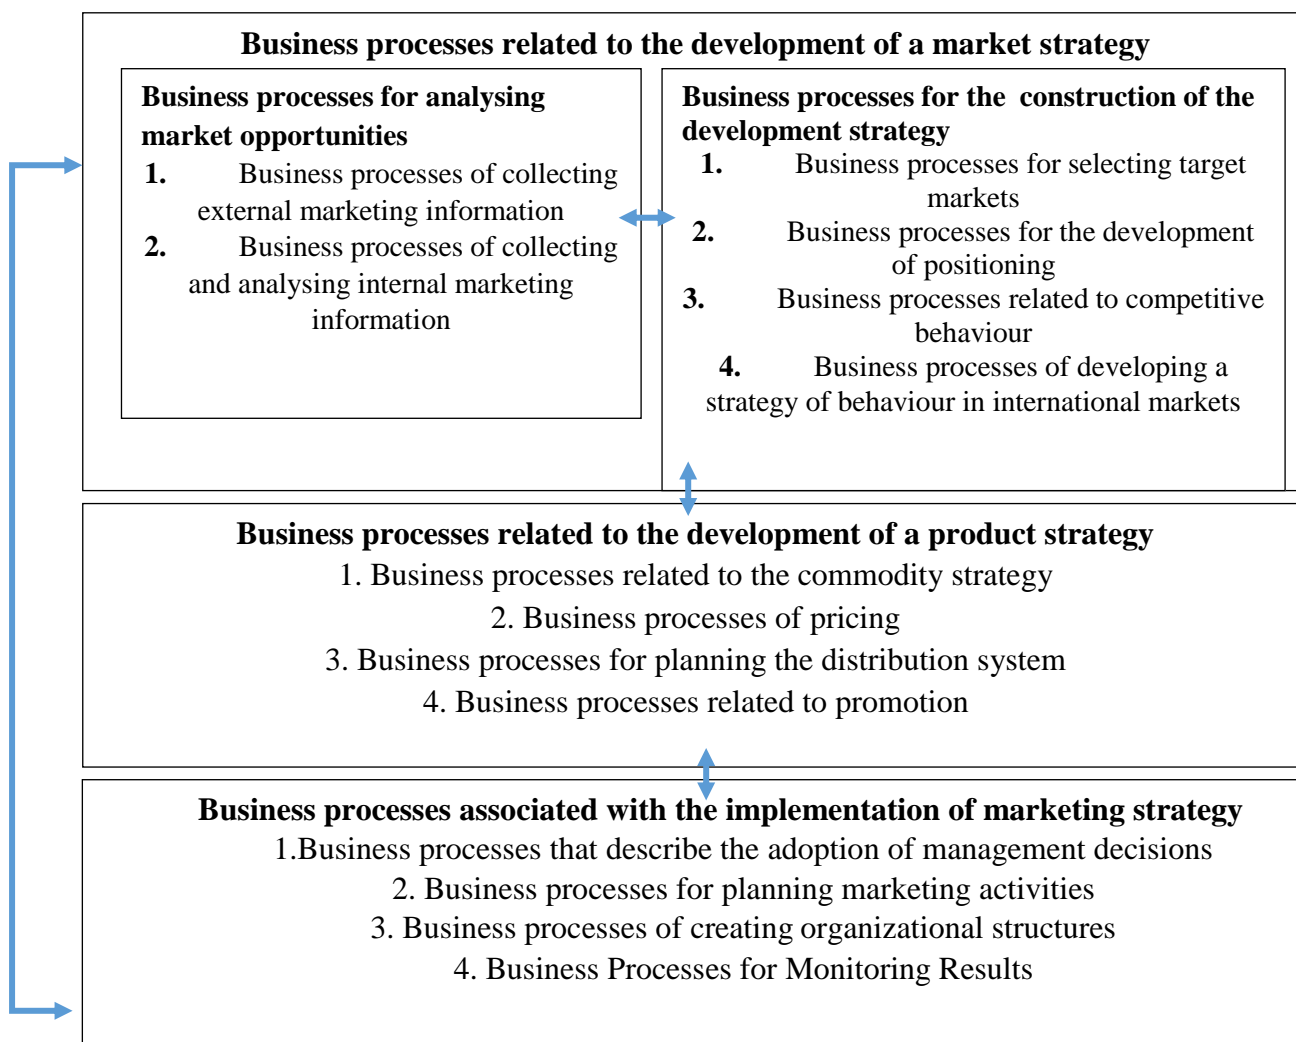 Business processes related to the development of a market strategy
Business processes for analysing
market opportunities
1. Business processes of collecting
external marketing information
2. Business processes of collecting
and analysing internal marketing
information
Business processes for the construction of the
development strategy
1. Business processes for selecting target
markets
2. Business processes for the development
of positioning
3. Business processes related to competitive
behaviour
4. Business processes of developing a
strategy of behaviour in international markets
Business processes related to the development of a product strategy
1. Business processes related to the commodity strategy
2. Business processes of pricing
3. Business processes for planning the distribution system
4. Business processes related to promotion
Business processes associated with the implementation of marketing strategy
1.Business processes that describe the adoption of management decisions
2. Business processes for planning marketing activities
3. Business processes of creating organizational structures
4. Business Processes for Monitoring Results